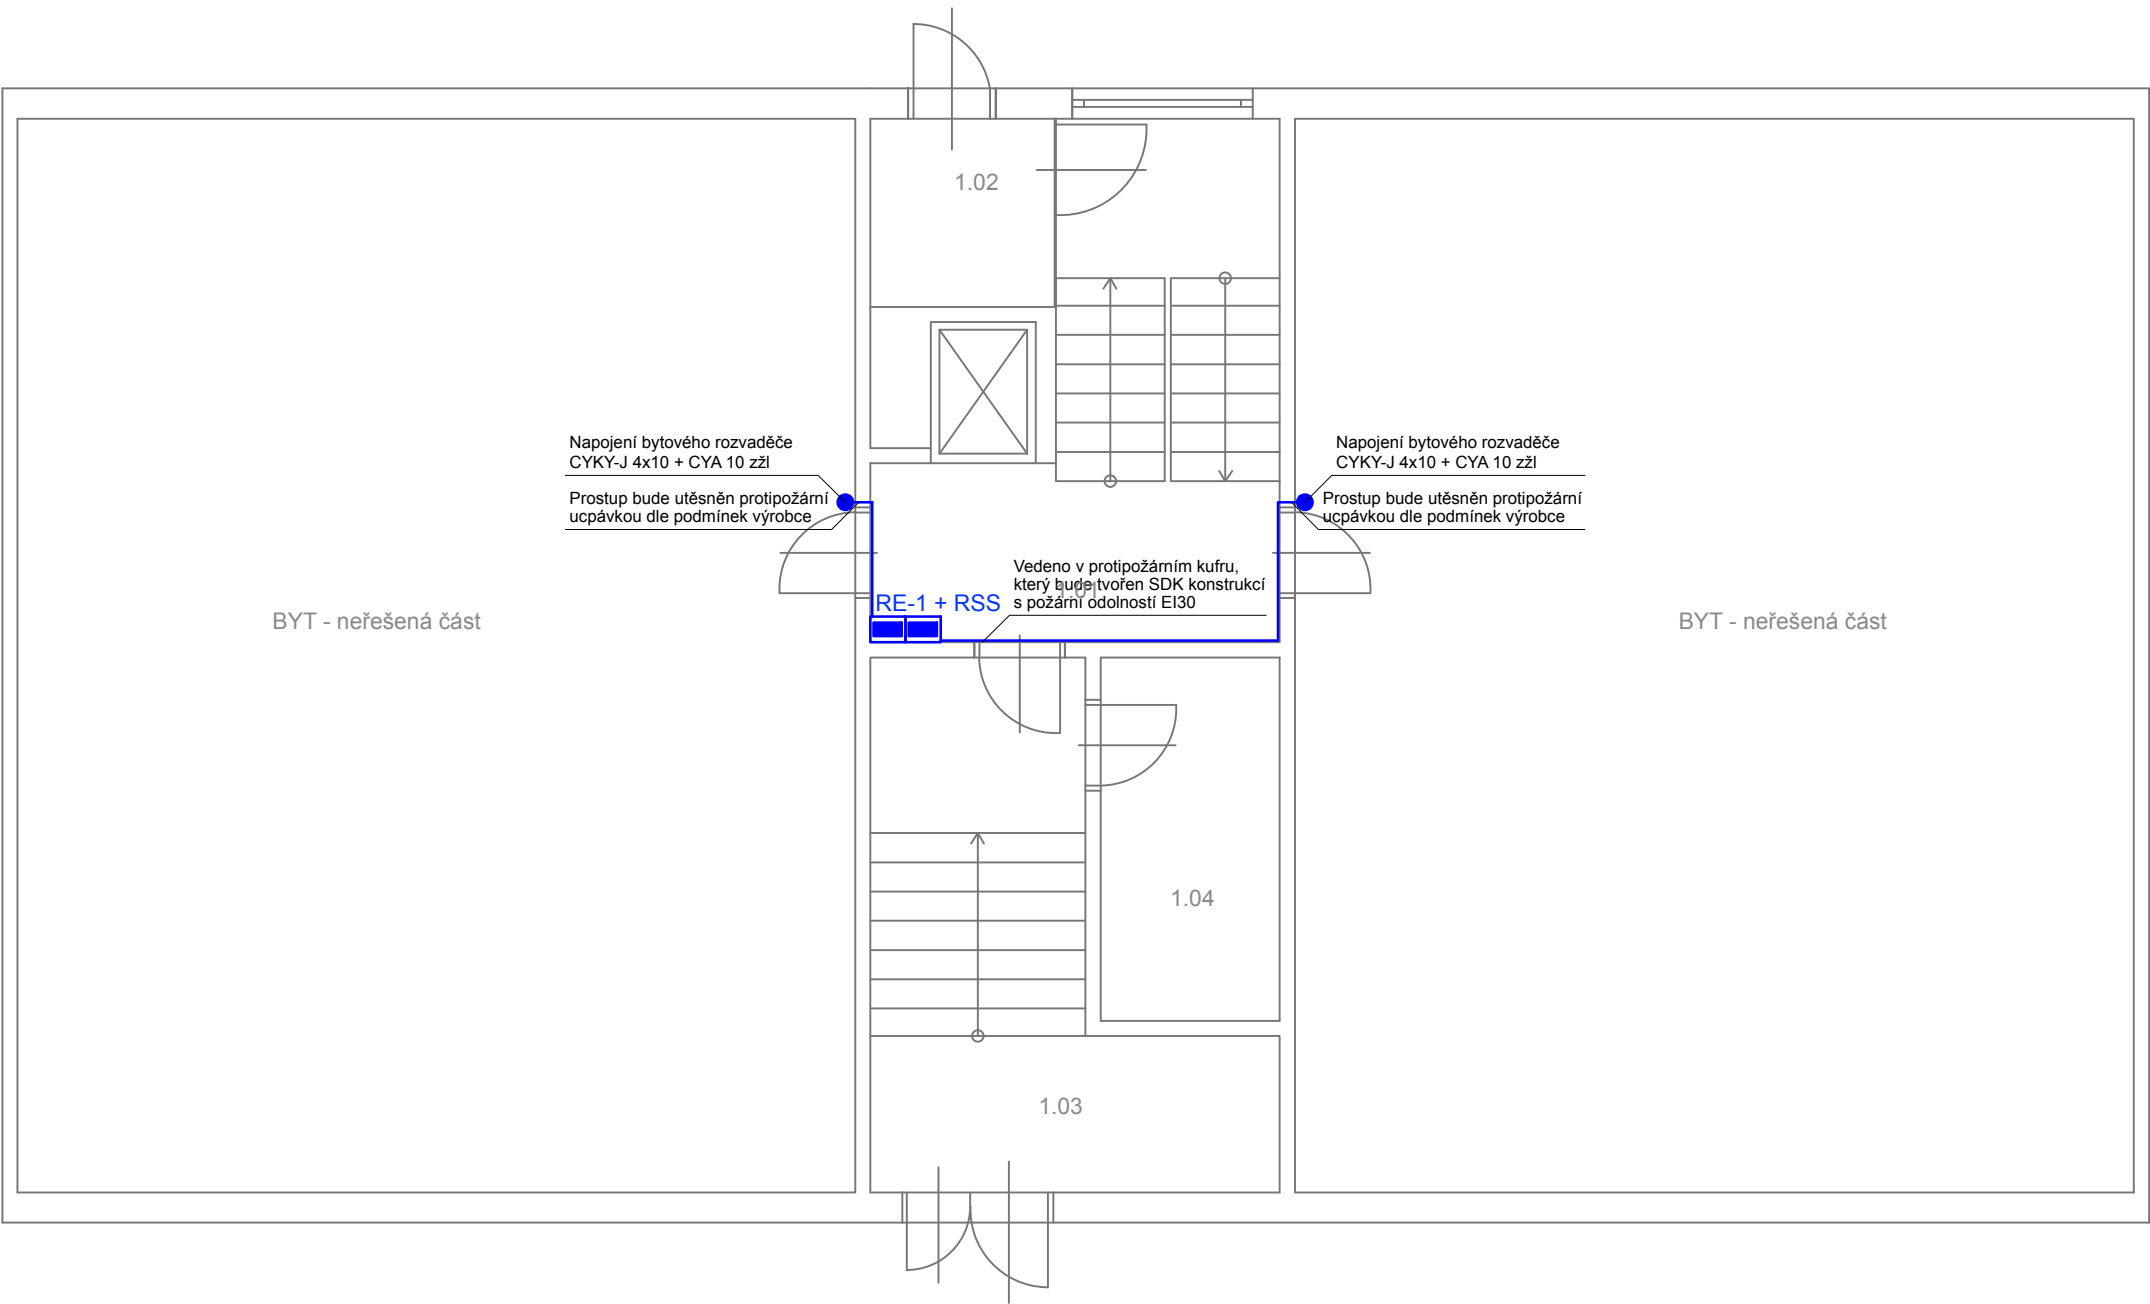 1.02
Napojení bytového rozvaděče
CYKY-J 4x10 + CYA 10 zžl
Prostup bude utěsněn protipožární
ucpávkou dle podmínek výrobce
Napojení bytového rozvaděče
CYKY-J 4x10 + CYA 10 zžl
Prostup bude utěsněn protipožární
ucpávkou dle podmínek výrobce
Vedeno v protipožárním kufru,
který bude tvořen SDK konstrukcí
s požární odolností EI30
1.01
RE-1 + RSS
BYT - neřešená část
BYT - neřešená část
1.04
1.03